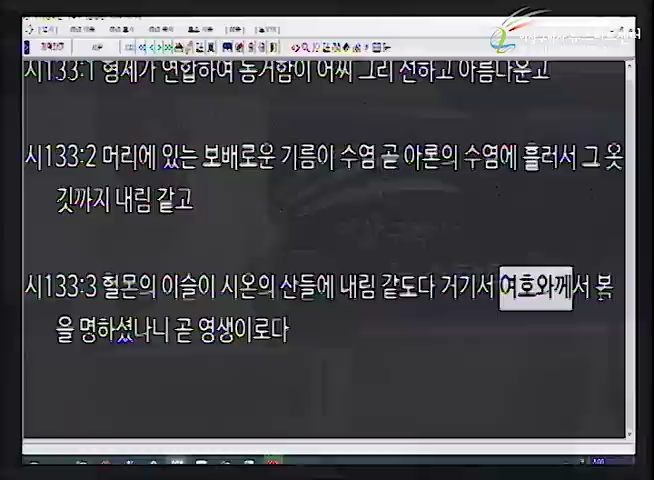 시133:1 형제가 연합하여 동거함이 어찌 그리 선하고 아름다운고
시133:2 머리에 있는 보배로운 기름이 수염 곧 아론의 수염에 흘러서 그 옷
깃까지 내림 같고
시133:3 헐몬의 이슬이 시온의 산들에 내림 같도다 거기서 여호와께서 복
을 명하셨나니 곧 영생이로다